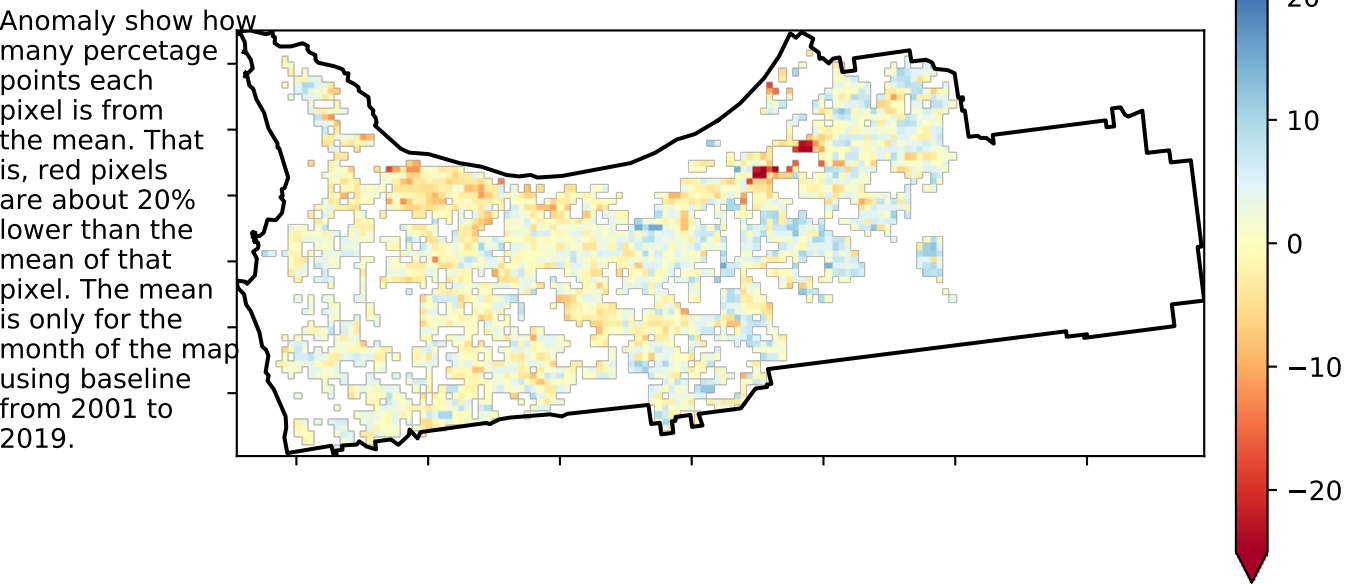 Anomaly show how
many percetage
points each
pixel is from
the mean. That
is, red pixels
are about 20%
lower than the
mean of that
pixel. The mean
is only for the
month of the map
using baseline
from 2001 to
2019.
20
10
0
−10
−20